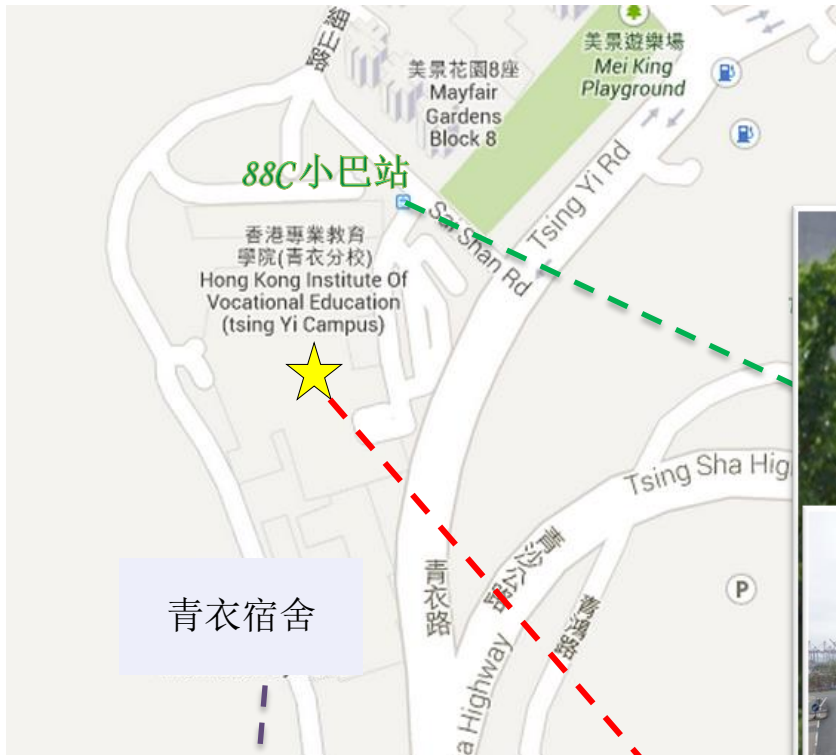 細山路
美景花園8座
Mayfair
Gardens
Block 8
美景遊樂場
Mei King
Playground
88C小巴站
Sai Shan Rd
Tsing Yi Rd
香港專業教育
學院(青衣分校)
Hong Kong Institute Of
Vocational Education
(tsing Yi Campus)
Tsing Sha Hig
青沙公路
青衣路
P
青衣宿舍
a Highway